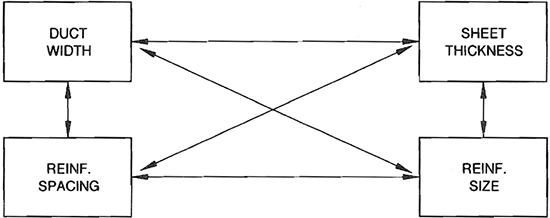 DUCT
WIDTH
SHEET
THICKNESS
REINF.
SPACING
REINF.
SIZE